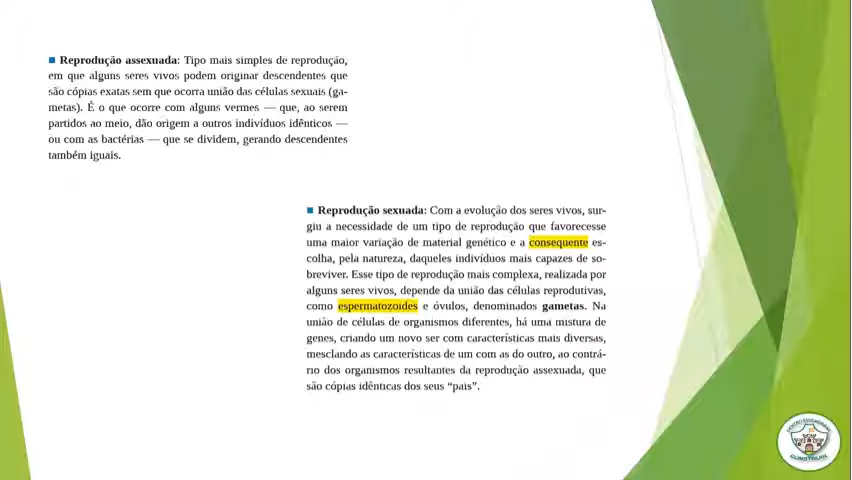 ■ Reprodução assexuada: Tipo mais simples de reprodução,
em que alguns seres vivos podem originar descendentes que
são cópias exatas sem que ocorra união das células sexuais (ga-
metas). É o que ocorre com alguns vermes — que, ao serem
partidos ao meio, dão origem a outros indivíduos idênticos —
ou com as bactérias — que se dividem, gerando descendentes
também iguais.
■ Reprodução sexuada: Com a evolução dos seres vivos, sur-
giu a necessidade de um tipo de reprodução que favorecesse
uma maior variação de material genético e a consequente es-
colha, pela natureza, daqueles indivíduos mais capazes de so-
breviver. Esse tipo de reprodução mais complexa, realizada por
alguns seres vivos, depende da união das células reprodutivas,
como espermatozoides e óvulos, denominados gametas. Na
união de células de organismos diferentes, há uma mistura de
genes, criando um novo ser com características mais diversas,
mesclando as características de um com as do outro, ao contrá-
rio dos organismos resultantes da reprodução assexuada, que
são cópias idênticas dos seus “pais”.